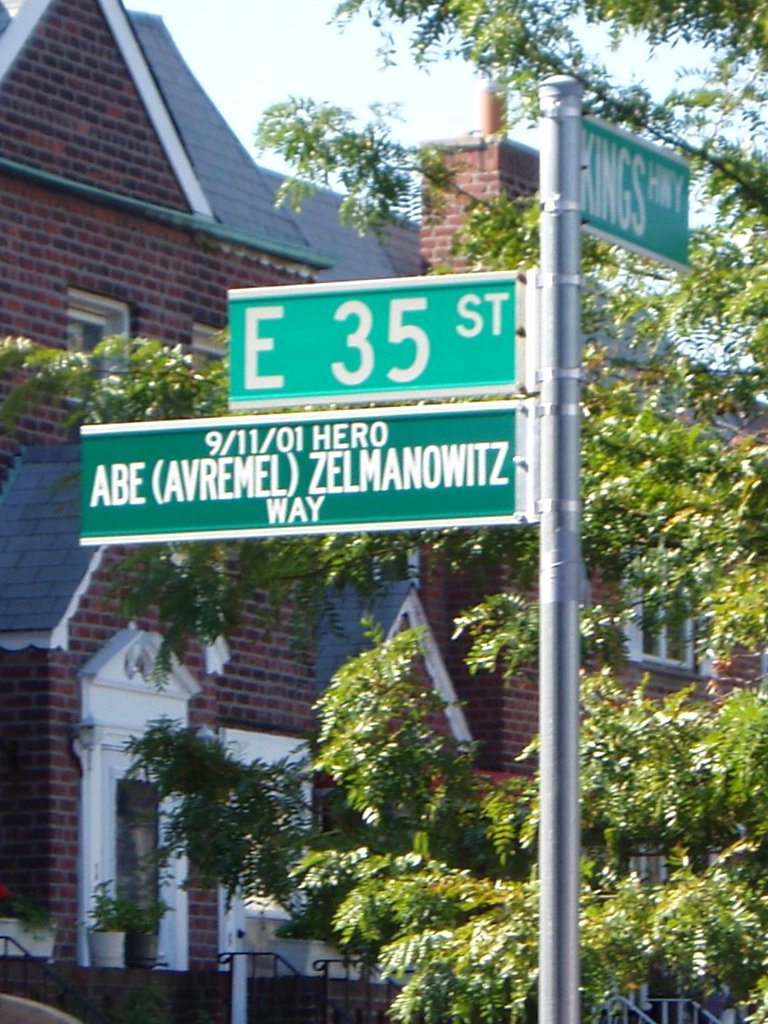 KINGS HWY
E 35 ST
9/11/01 HERO
ABE (AVREMEL) ZELMANOWITZ
WAY